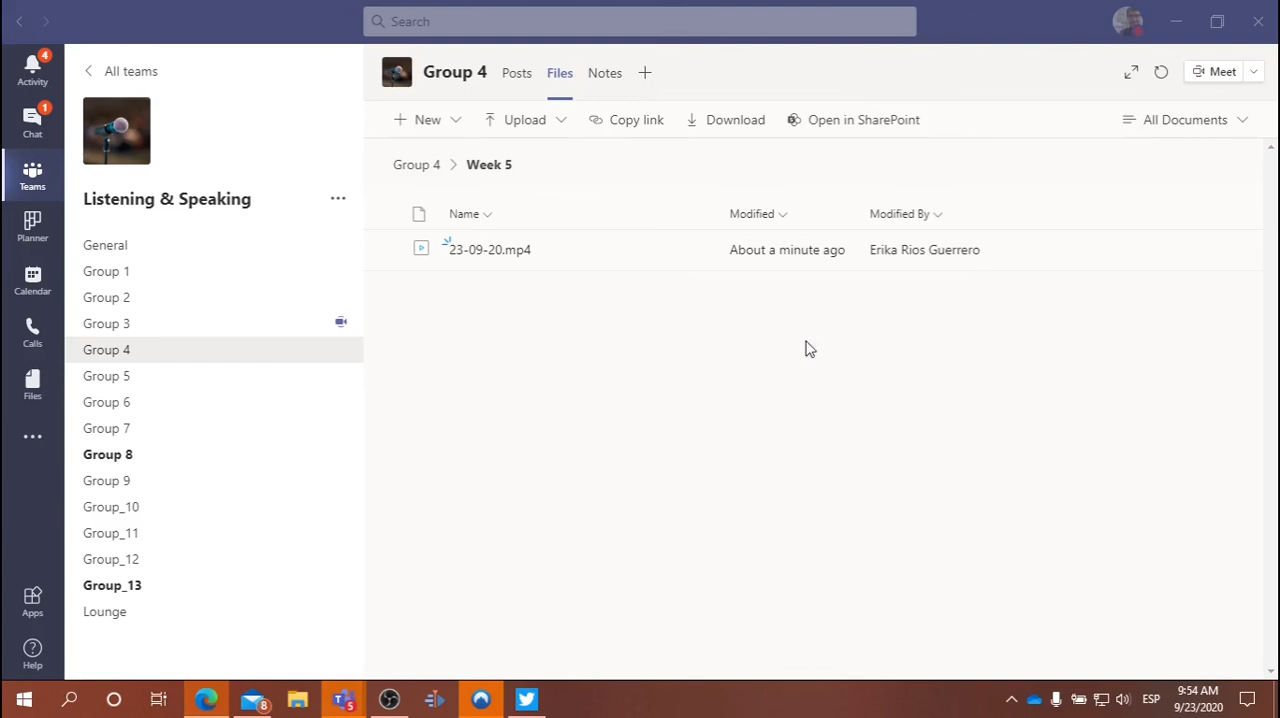 Search
4
Activity
All teams
Group 4 Posts Files Notes
Meet
1
Chat
New Upload Copy link Download Open in SharePoint All Documents
Teams
Group 4 > Week 5
Listening & Speaking
Name Modified Modified By
Planner
General
23-09-20.mp4 About a minute ago Erika Rios Guerrero
Group 1
Calendar
Group 2
Group 3
Calls
Group 4
Group 5
Files
Group 6
Group 7
Group 8
Group 9
Group_10
Group_11
Group_12
Group_13
Apps
Lounge
Help
8
5
ESP
9:54 AM
9/23/2020